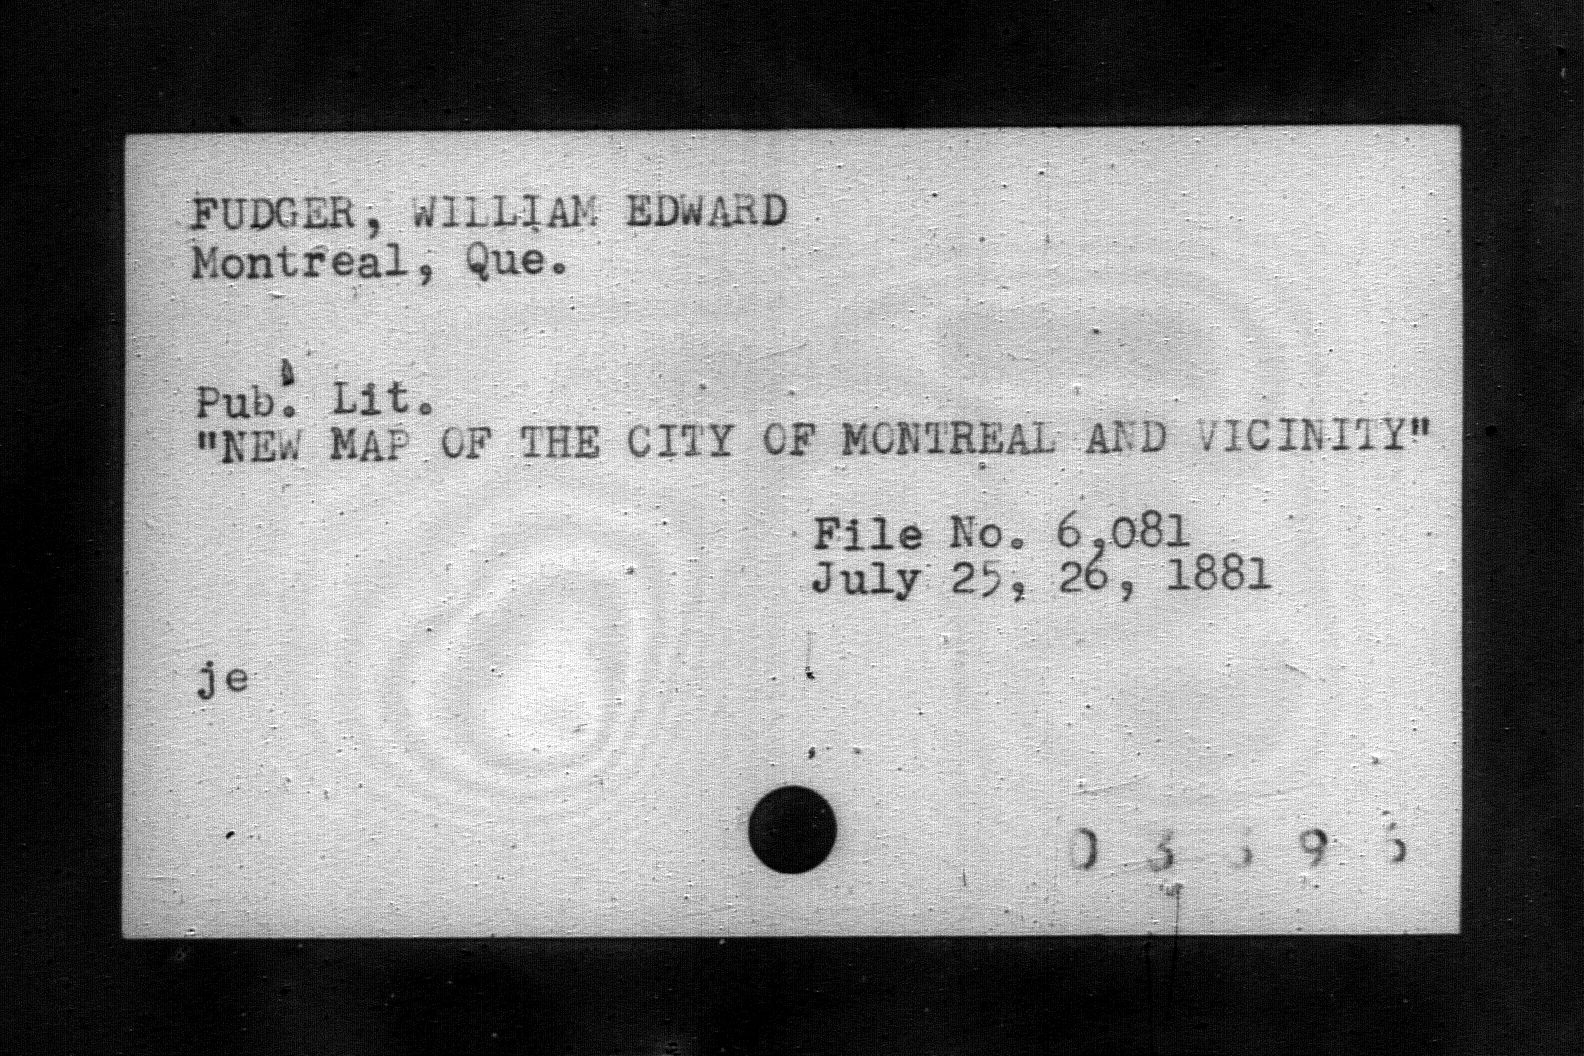 FUDGER, WILLIAM EDWARD
Montreal, Que.
Pub. Lit.
"NEW MAP OF THE CITY OF MONTREAL AND VICINITY"
File No. 6,081
July 25, 26, 1881
je